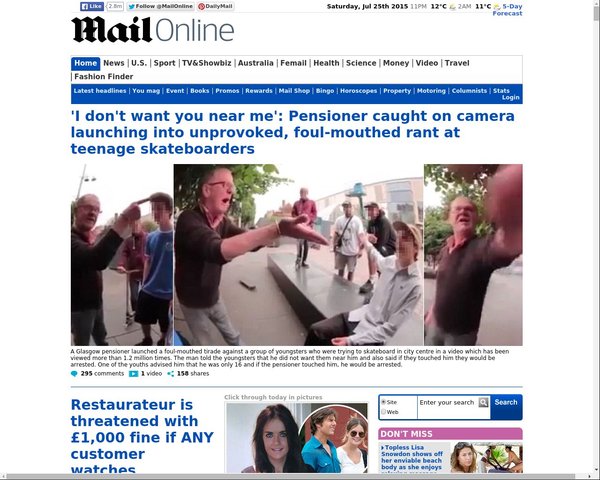 Like 2.8m Follow @MailOnline DailyMail
Saturday, Jul 25th 2015 11PM 12°C 2AM 11°C 5-Day
Forecast
Mail Online
Home News U.S. Sport TV&Showbiz Australia Femail Health Science Money Video Travel
Fashion Finder
Latest headlines You mag Event Books Promos Rewards Mail Shop Bingo Horoscopes Property Motoring Columnists Stats
Login
'I don't want you near me': Pensioner caught on camera
launching into unprovoked, foul-mouthed rant at
teenage skateboarders
A Glasgow pensioner launched a foul-mouthed tirade against a group of youngsters who were trying to skateboard in city centre in a video which has been
viewed more than 1.2 million times. The man told the youngsters that he did not want them near him and also said if they touched him they would be
arrested. One of the youths advised him that he was only 16 and if the pensioner touched him, he would be arrested.
295 comments 1 video 158 shares
Restaurateur is
threatened with
£1,000 fine if ANY
customer
watches
Click through today in pictures
Site
Web
Enter your search
Search
DON'T MISS
Topless Lisa
Snowdon shows off
her enviable beach
body as she enjoys